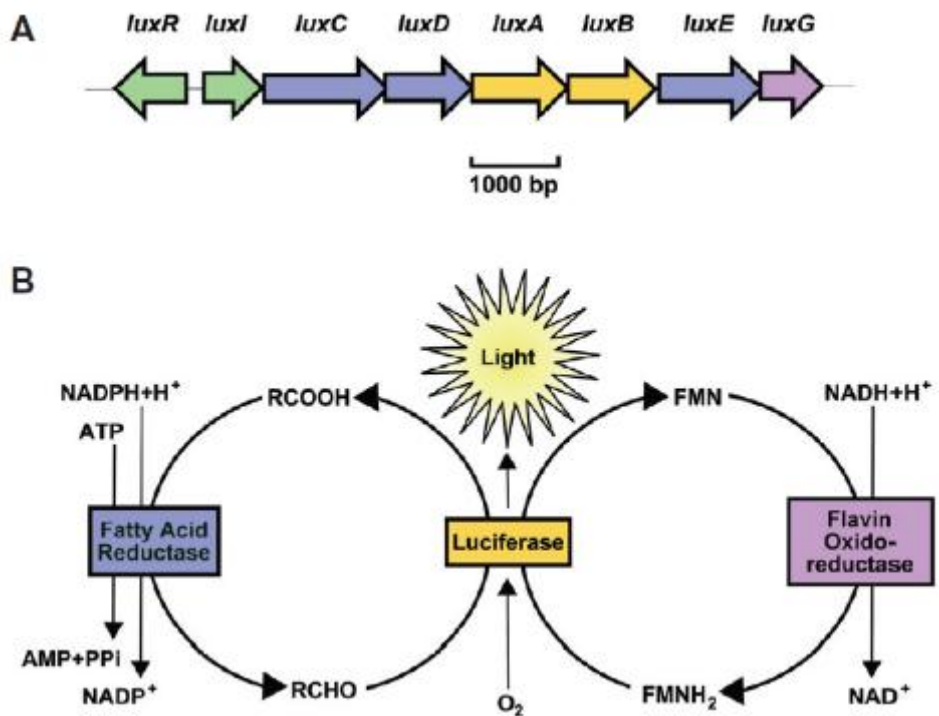 A
luxR luxI luxC luxD luxA luxB luxE luxG
1000 bp
B
Light
NADPH+H⁺
RCOOH
FMN
NADH+H⁺
ATP
Fatty Acid
Reductase
Luciferase
Flavin
Oxido-
reductase
AMP+PPi
NADP⁺
RCHO
O₂
FMNH₂
NAD⁺